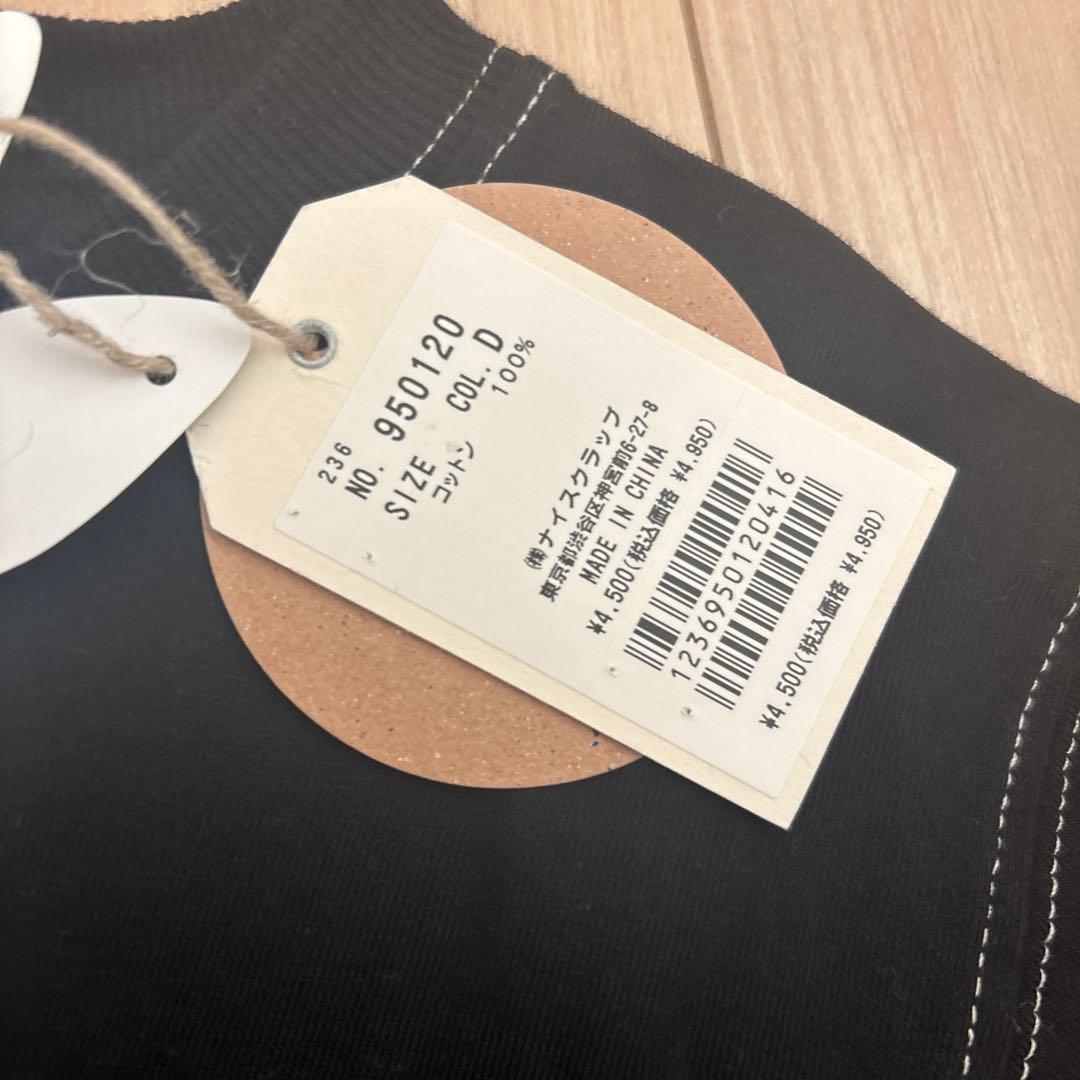 236
NO. 950120
SIZE COL. D
コットン 100%
㈱ナイスクラップ
東京都渋谷区神宮前6-27-8
MADE IN CHINA
¥4,500(税込価格 ¥4,950)
1236950120416
¥4,500(税込価格 ¥4,950)